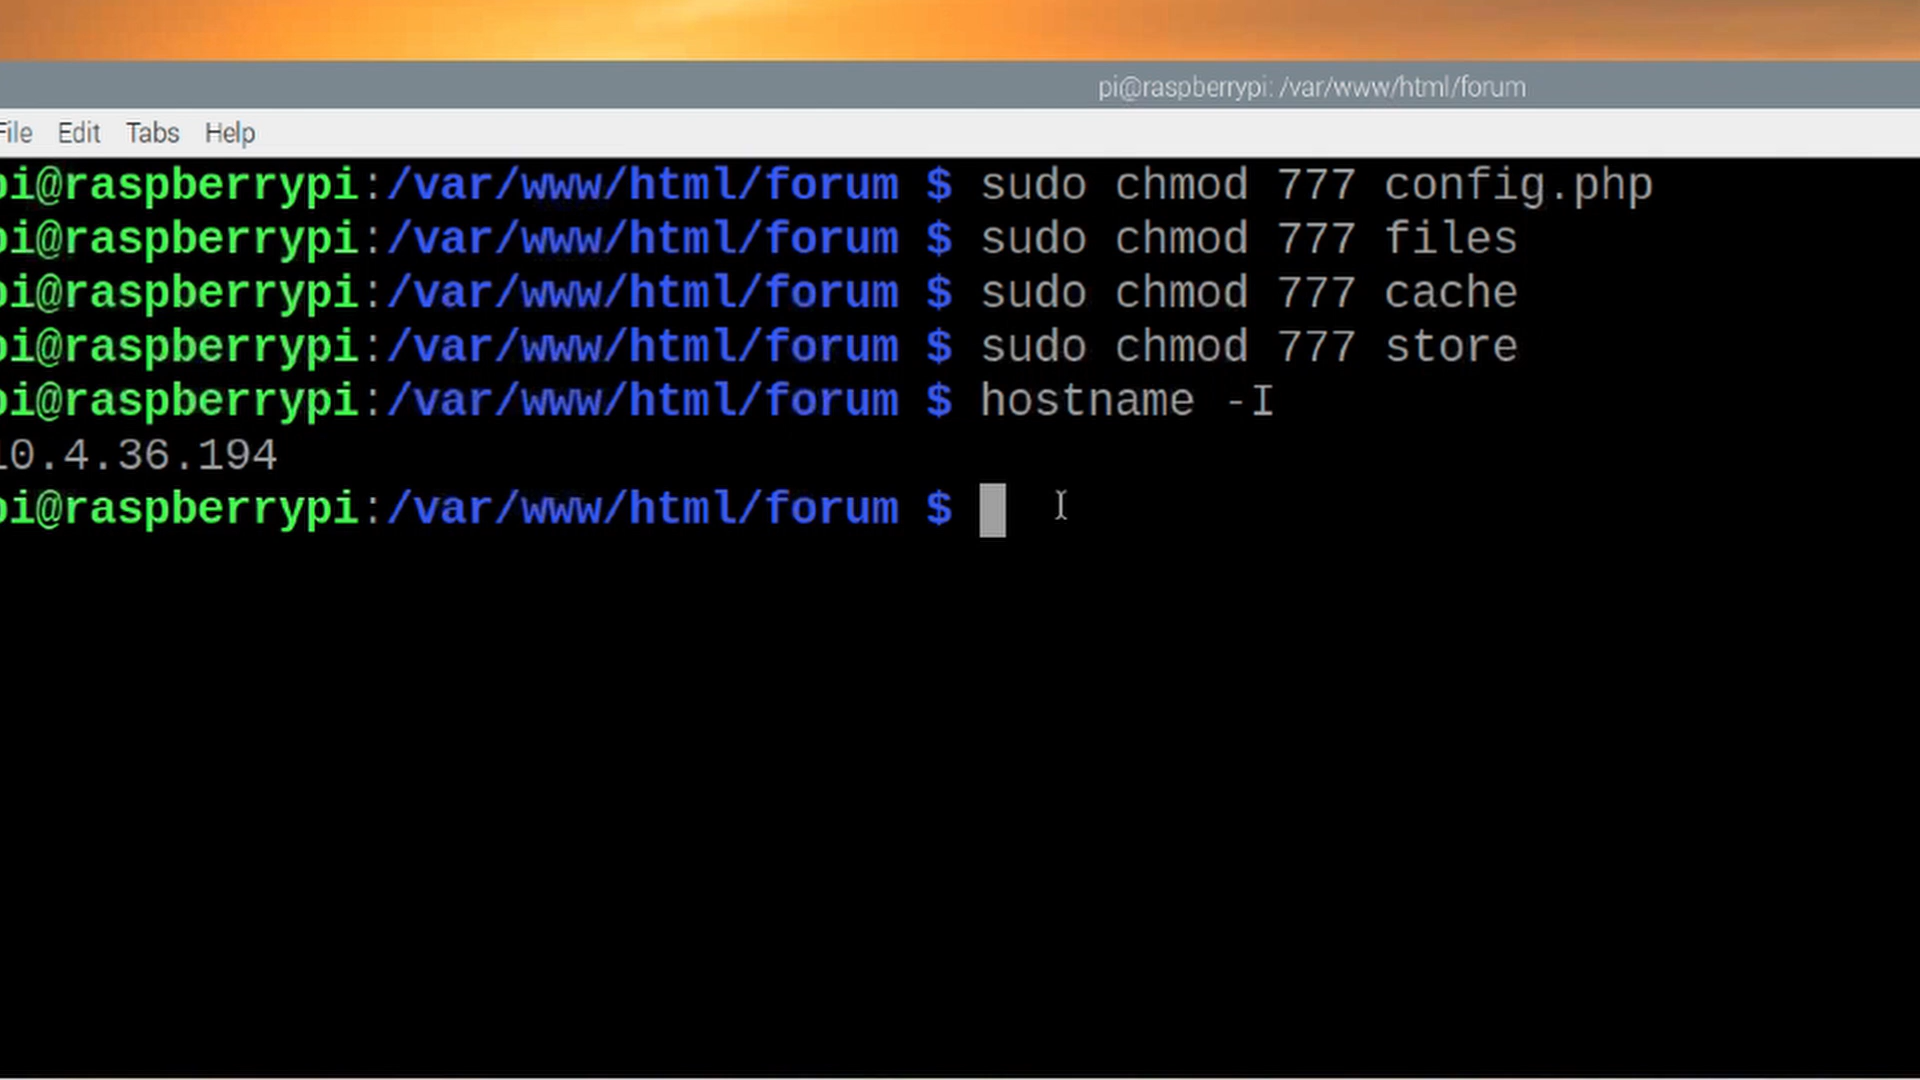 pi@raspberrypi: /var/www/html/forum
File Edit Tabs Help
pi@raspberrypi:/var/www/html/forum $ sudo chmod 777 config.php
pi@raspberrypi:/var/www/html/forum $ sudo chmod 777 files
pi@raspberrypi:/var/www/html/forum $ sudo chmod 777 cache
pi@raspberrypi:/var/www/html/forum $ sudo chmod 777 store
pi@raspberrypi:/var/www/html/forum $ hostname -I
10.4.36.194
pi@raspberrypi:/var/www/html/forum $